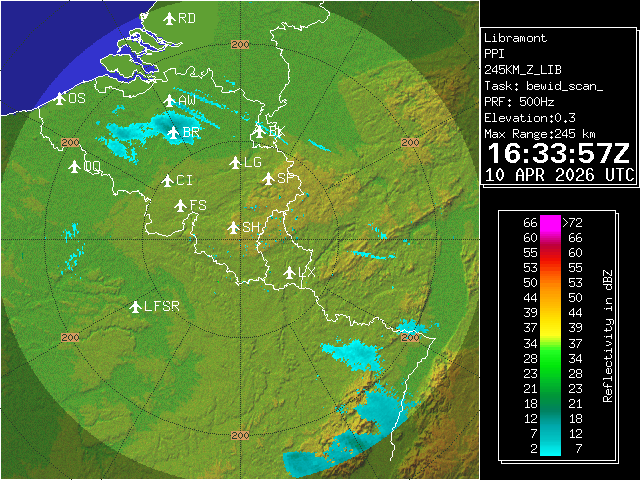 RD
200
OS
AW
BR
200
200
LG
QQ
CI
SP
FS
SH
LX
LFSR
200
200
200
Libramont
PPI
245KM_Z_LIB
Task: bewid_scan_
PRF: 500Hz
Elevation:0.3
Max Range:245 km
16:33:57Z
10 APR 2026 UTC
66 >72
60 66
55 60
53 55
50 53
44 50
39 44
37 39
34 37
28 34
23 28
21 23
18 21
12 18
7 12
2 7
Reflectivity in dBZ